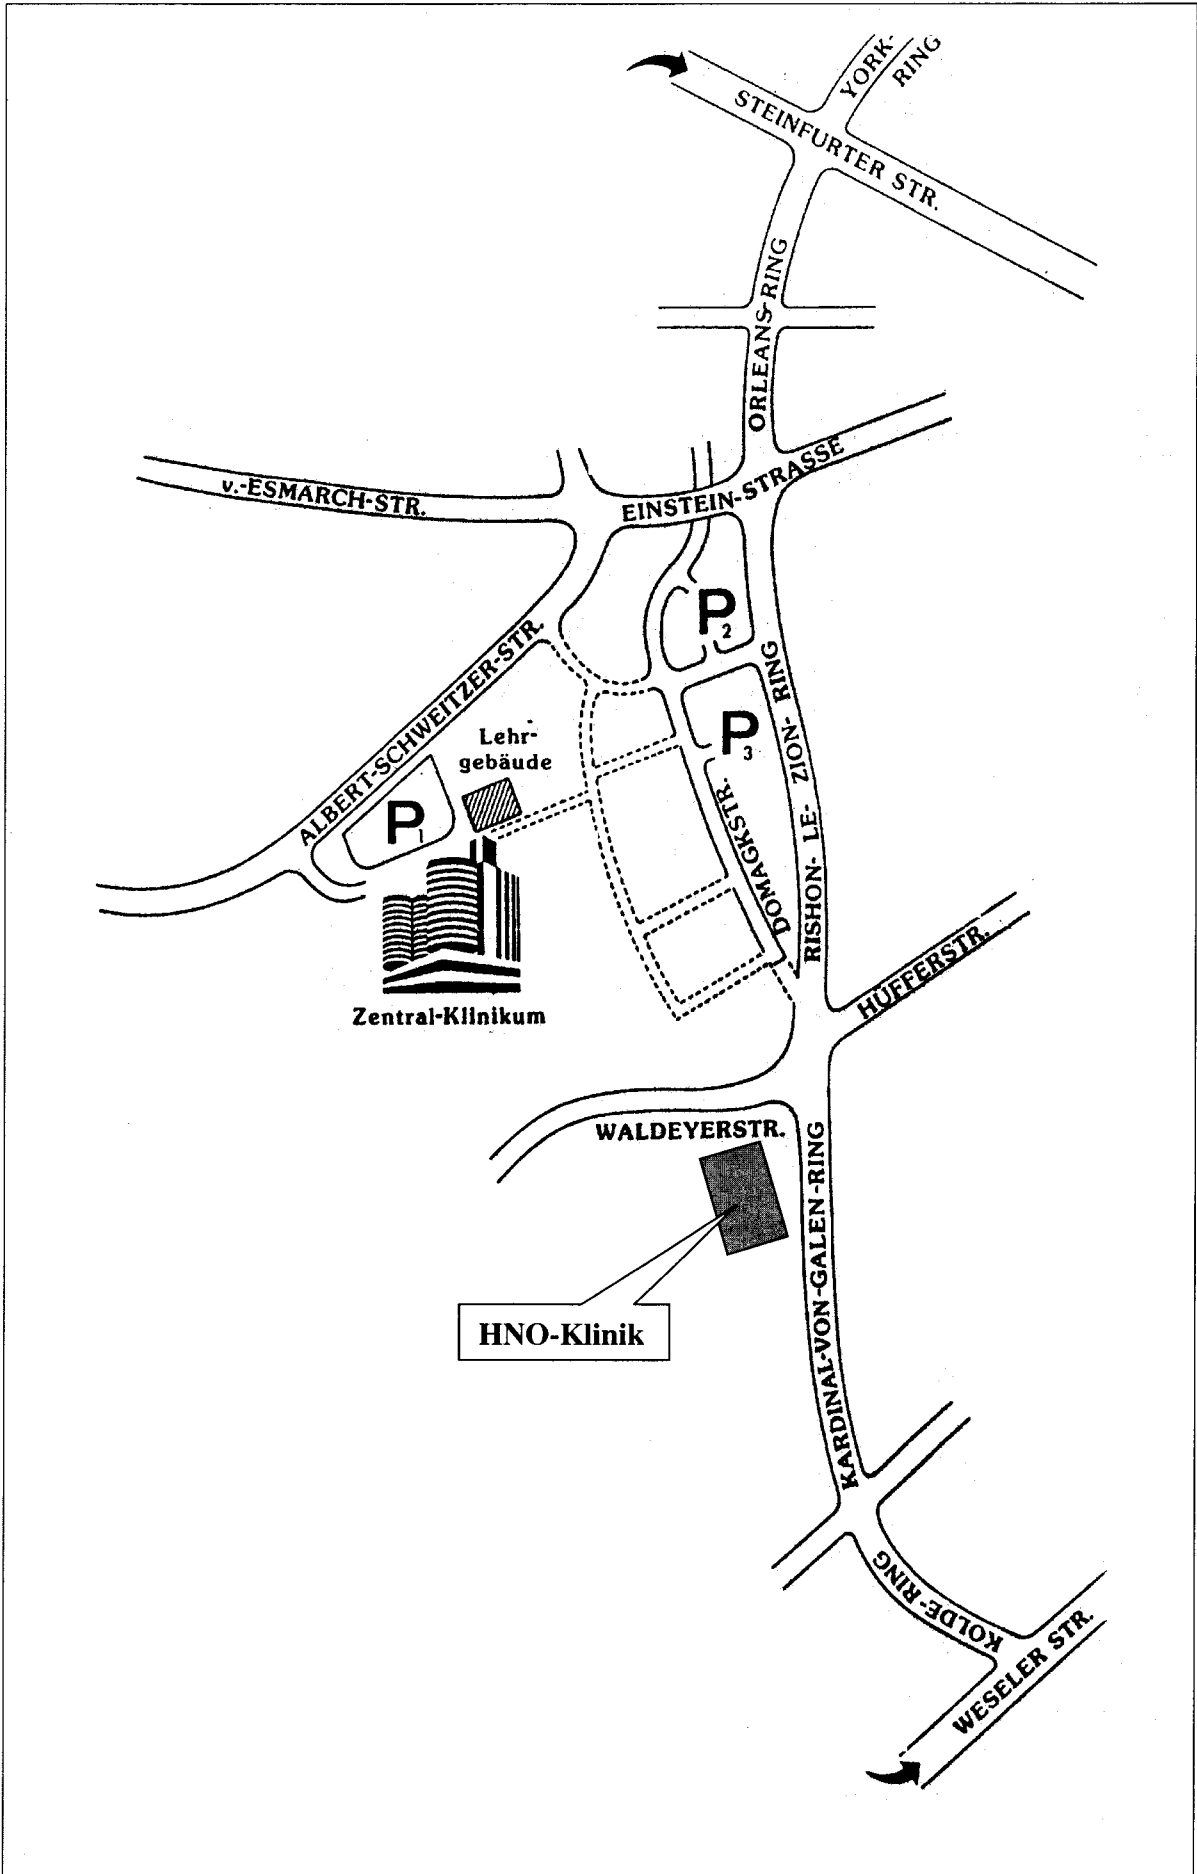 YORK-
RING
STEINFURTER STR.
ORLEANS-RING
v.-ESMARCH-STR.
EINSTEIN-STRASSE
P2
ALBERT-SCHWEITZER-STR.
RISHON- LE- ZION- RING
P3
Lehr-
gebäude
P1
DOMAGKSTR.
HÜFFERSTR.
Zentral-Klinikum
WALDEYERSTR.
KARDINAL-VON-GALEN-RING
HNO-Klinik
KOLDE-RING
WESELER STR.